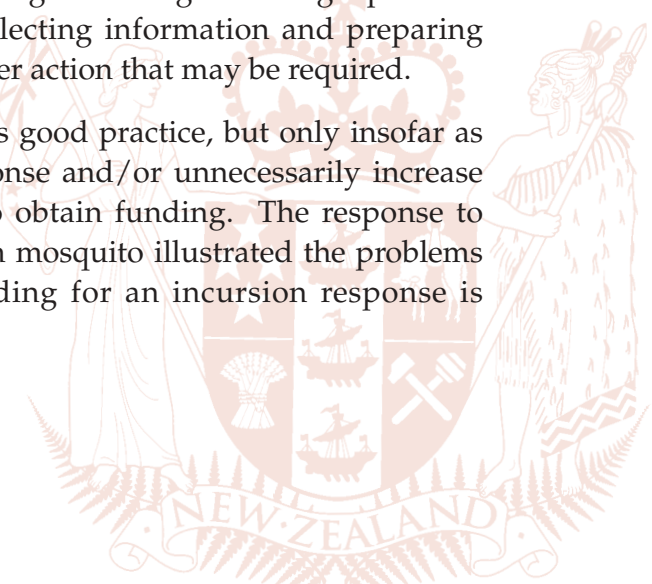 lecting information and preparing
er action that may be required.
s good practice, but only insofar as
onse and/or unnecessarily increase
o obtain funding. The response to
n mosquito illustrated the problems
ding for an incursion response is
NEW·ZEALAND